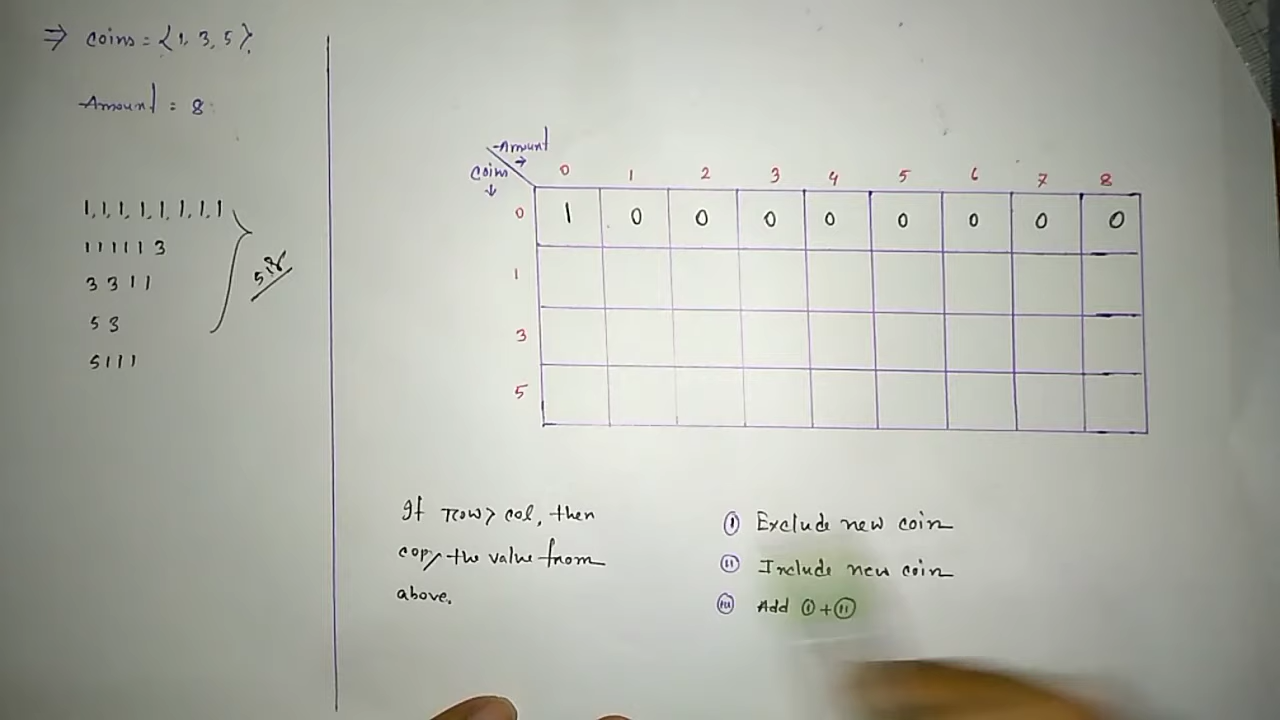 ⇒ coins = {1, 3, 5}
Amount = 8
1, 1, 1, 1, 1, 1, 1, 1
1 1 1 1 1 3
3 3 1 1
5 3
5 1 1 1
Amount →
Coins ↓
0 1 2 3 4 5 6 7 8
0 1 0 0 0 0 0 0 0 0
1
3
5
If row > col, then
copy the value from
above.
(i) Exclude new coin
(ii) Include new coin
(iii) Add (i) + (ii)